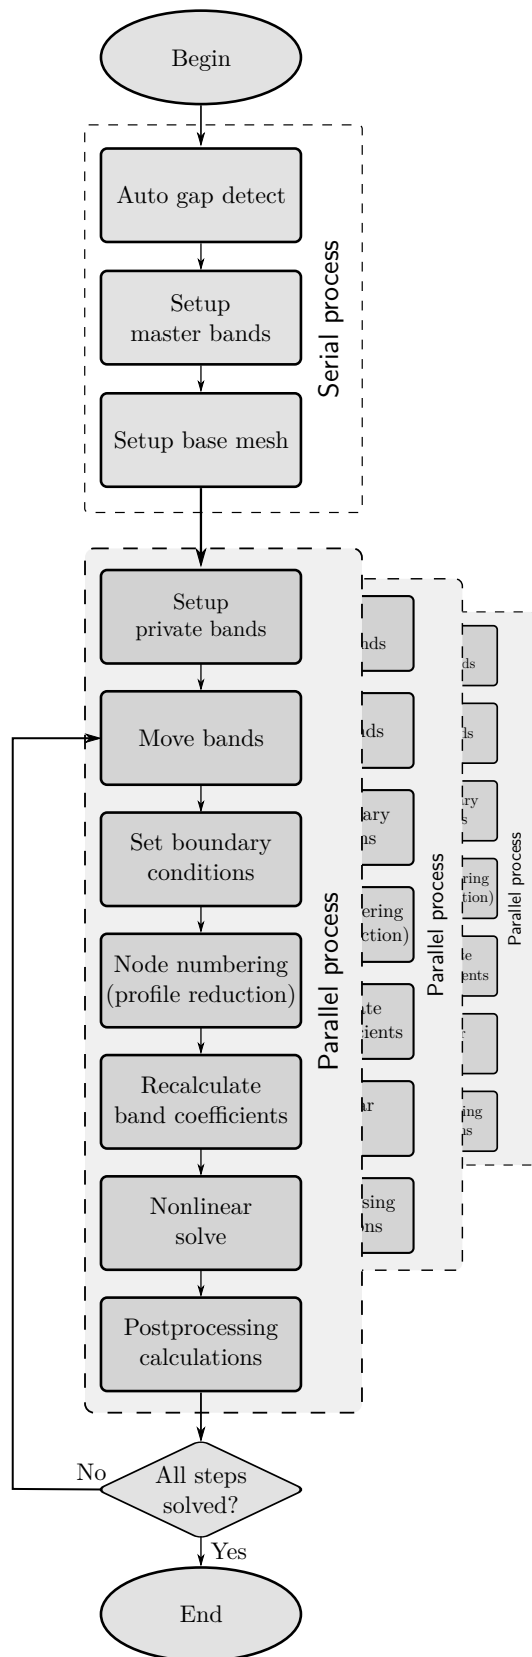 Begin
Auto gap detect
Setup
master bands
Setup base mesh
Serial process
Setup
private bands
Move bands
Set boundary
conditions
Node numbering
(profile reduction)
Recalculate
band coefficients
Nonlinear
solve
Postprocessing
calculations
Parallel process
Parallel process
Parallel process
No
All steps
solved?
Yes
End